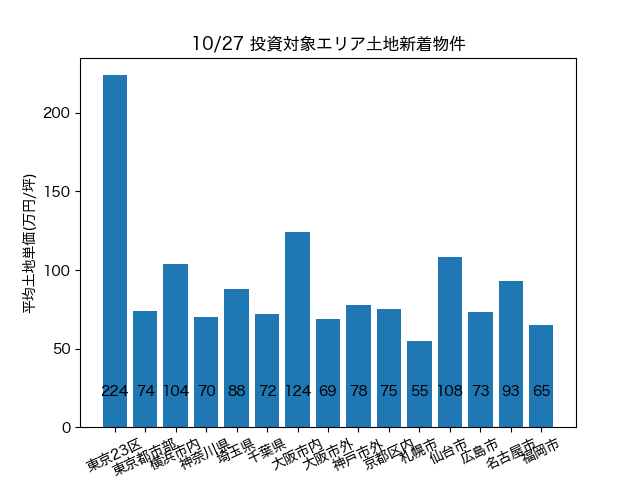 10/27 投資対象エリア土地新着物件
平均土地単価(万円/坪)
200
150
100
50
0
224 74 104 70 88 72 124 69 78 75 55 108 73 93 65
東京23区 東京都市部 横浜市内 神奈川県 埼玉県 千葉県 大阪市内 大阪市外 神戸市外 京都区内 札幌市 仙台市 広島市 名古屋市 福岡市